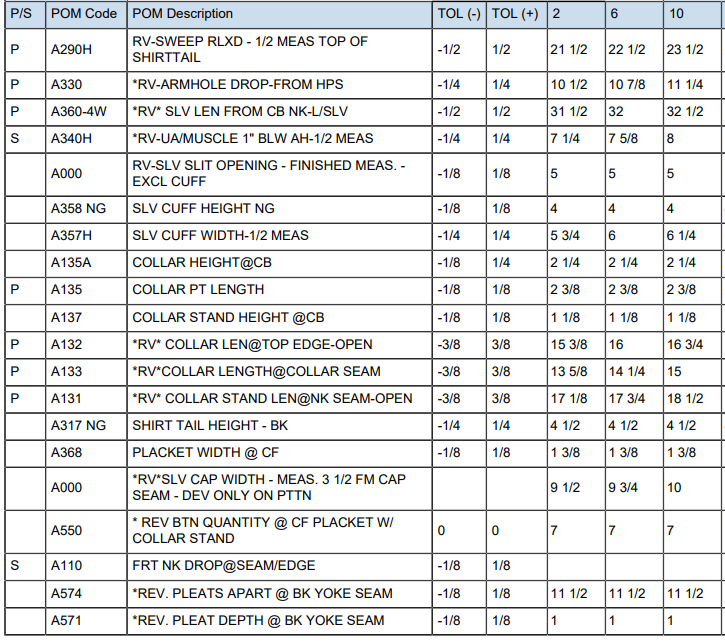 P/S POM Code POM Description TOL (-) TOL (+) 2 6 10
P A290H RV-SWEEP RLXD - 1/2 MEAS TOP OF SHIRTTAIL -1/2 1/2 21 1/2 22 1/2 23 1/2
P A330 *RV-ARMHOLE DROP-FROM HPS -1/4 1/4 10 1/2 10 7/8 11 1/4
P A360-4W *RV* SLV LEN FROM CB NK-L/SLV -1/2 1/2 31 1/2 32 32 1/2
S A340H *RV-UA/MUSCLE 1" BLW AH-1/2 MEAS -1/4 1/4 7 1/4 7 5/8 8
A000 RV-SLV SLIT OPENING - FINISHED MEAS. - EXCL CUFF -1/8 1/8 5 5 5
A358 NG SLV CUFF HEIGHT NG -1/8 1/8 4 4 4
A357H SLV CUFF WIDTH-1/2 MEAS -1/4 1/4 5 3/4 6 6 1/4
A135A COLLAR HEIGHT@CB -1/8 1/8 2 1/4 2 1/4 2 1/4
P A135 COLLAR PT LENGTH -1/8 1/8 2 3/8 2 3/8 2 3/8
A137 COLLAR STAND HEIGHT @CB -1/8 1/8 1 1/8 1 1/8 1 1/8
P A132 *RV* COLLAR LEN@TOP EDGE-OPEN -3/8 3/8 15 3/8 16 16 3/4
P A133 *RV*COLLAR LENGTH@COLLAR SEAM -3/8 3/8 13 5/8 14 1/4 15
P A131 *RV* COLLAR STAND LEN@NK SEAM-OPEN -3/8 3/8 17 1/8 17 3/4 18 1/2
A317 NG SHIRT TAIL HEIGHT - BK -1/4 1/4 4 1/2 4 1/2 4 1/2
A368 PLACKET WIDTH @ CF -1/8 1/8 1 3/8 1 3/8 1 3/8
A000 *RV*SLV CAP WIDTH - MEAS. 3 1/2 FM CAP SEAM - DEV ONLY ON PTTN 9 1/2 9 3/4 10
A550 * REV BTN QUANTITY @ CF PLACKET W/ COLLAR STAND 0 0 7 7 7
S A110 FRT NK DROP@SEAM/EDGE -1/8 1/8
A574 *REV. PLEATS APART @ BK YOKE SEAM -1/8 1/8 11 1/2 11 1/2 11 1/2
A571 *REV. PLEAT DEPTH @ BK YOKE SEAM -1/8 1/8 1 1 1